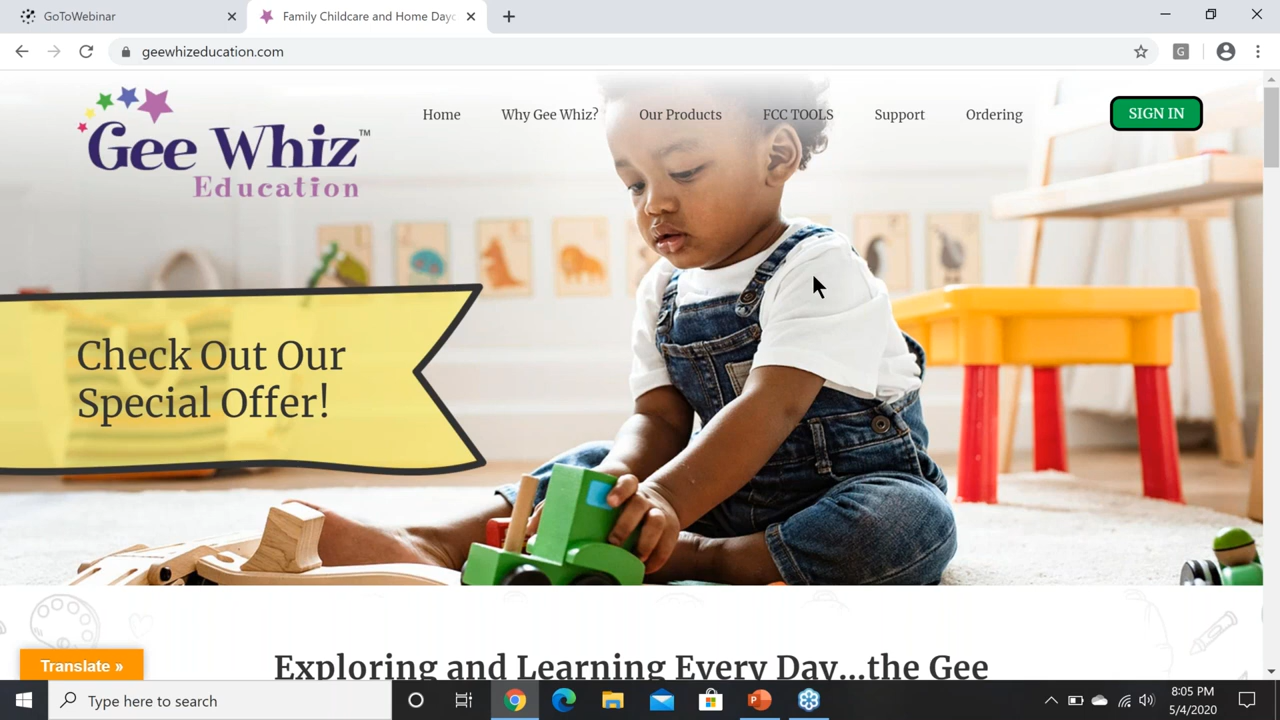 GoToWebinar
Family Childcare and Home Dayc
geewhizeducation.com
G
Gee Whiz™
Education
Home
Why Gee Whiz?
Our Products
FCC TOOLS
Support
Ordering
SIGN IN
Check Out Our
Special Offer!
Exploring and Learning Every Day...the Gee
Translate »
Type here to search
8:05 PM
5/4/2020